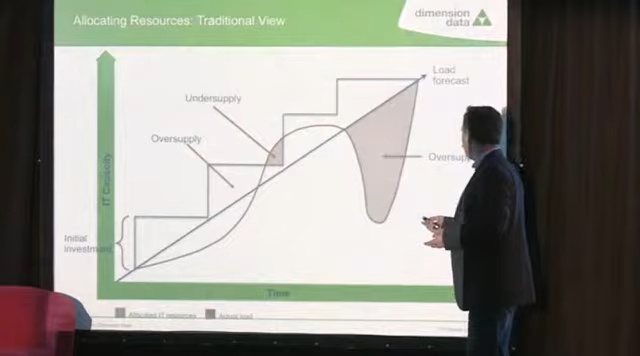 Allocating Resources: Traditional View
dimension
data
Load
forecast
Undersupply
Oversupply
Oversup
IT Capacity
Initial
investment
Time
Allocated IT resources
Actual load